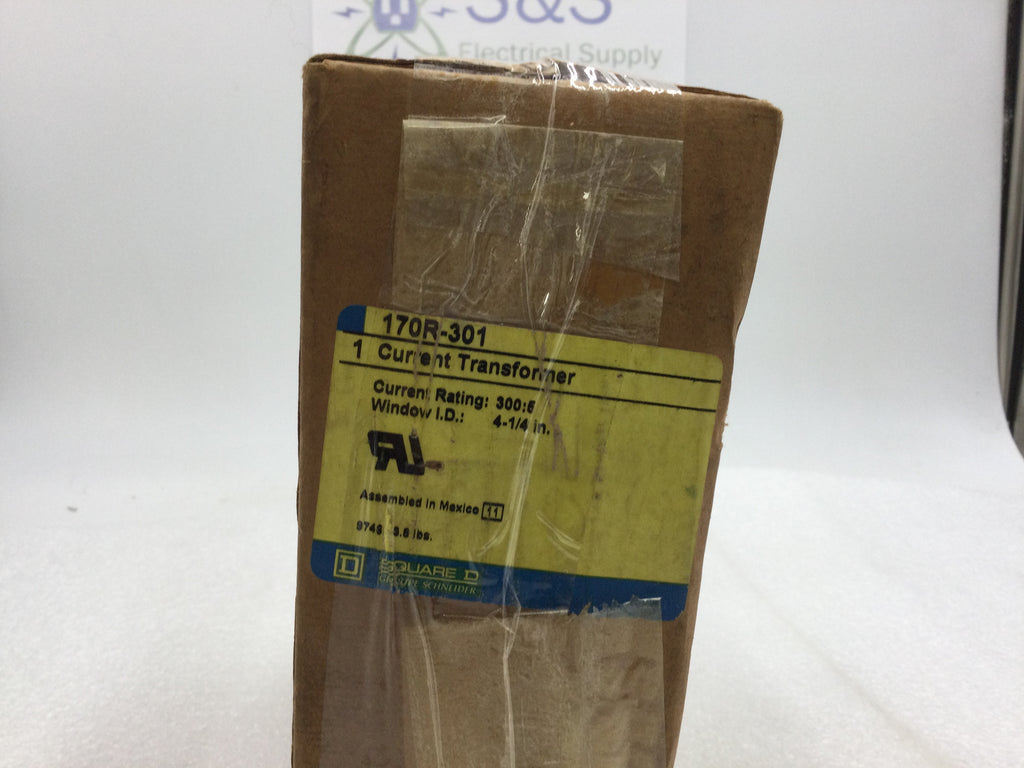 S&S
Electrical Supply
170R-301
1 Current Transformer
Current Rating: 300:5
Window I.D.: 4-1/4 in.
Assembled in Mexico 11
lbs.
D SQUARE D
GROUPE SCHNEIDER